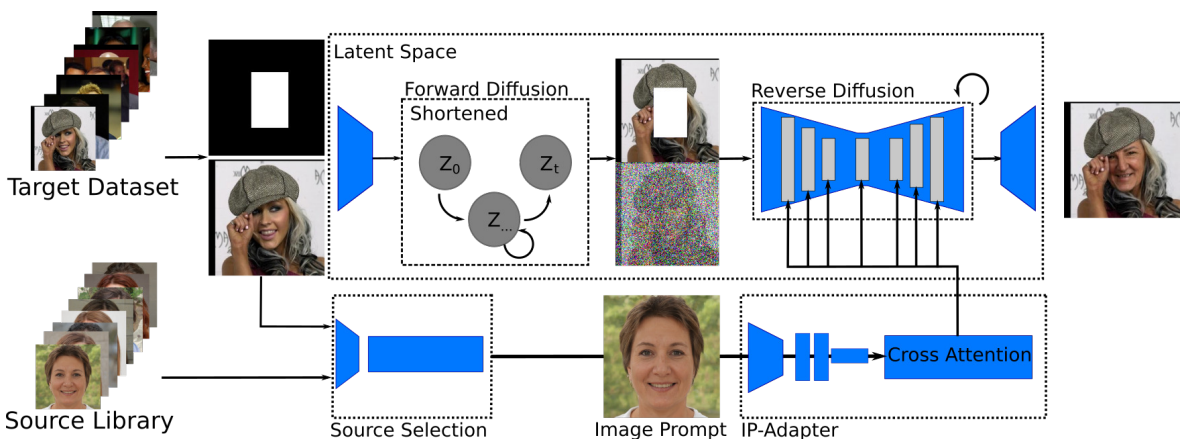 Latent Space
Forward Diffusion
Shortened
Z0
Zt
Z...
Reverse Diffusion
Target Dataset
Cross Attention
Source Library
Source Selection
Image Prompt
IP-Adapter